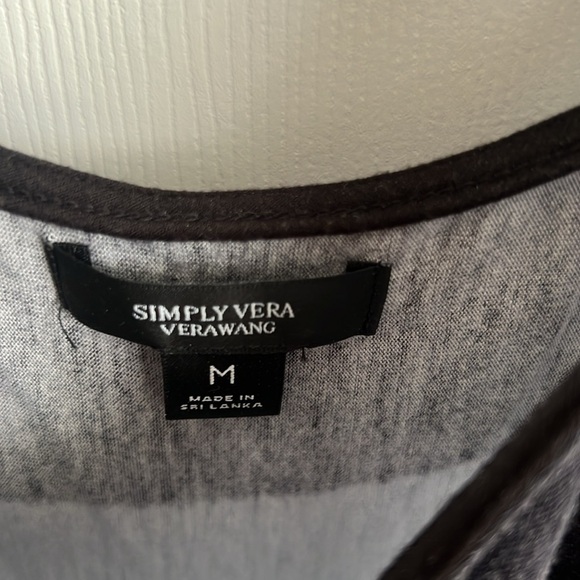 SIMPLY VERA
VERAWANG
M
MADE IN
SRI LANKA